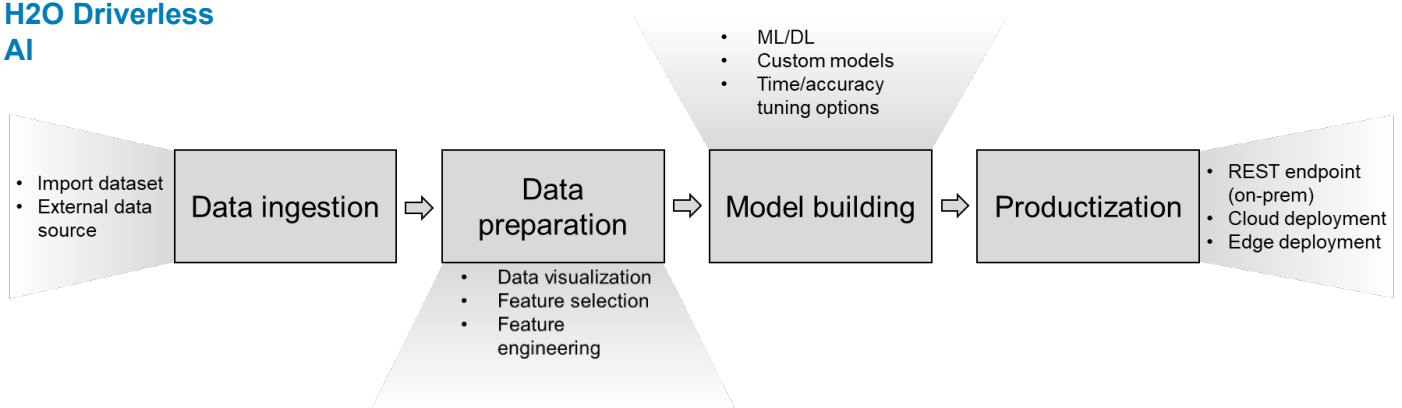 H2O Driverless
AI
• Import dataset
• External data
source
Data ingestion
Data
preparation
• Data visualization
• Feature selection
• Feature
engineering
• ML/DL
• Custom models
• Time/accuracy
tuning options
Model building
Productization
• REST endpoint
(on-prem)
• Cloud deployment
• Edge deployment